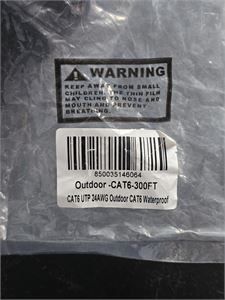 WARNING
KEEP AWAY FROM SMALL
CHILDREN. THE THIN FILM
MAY CLING TO NOSE AND
MOUTH AND PREVENT
BREATHING.
850035146064
Outdoor -CAT6-300FT
CAT6 UTP 24AWG Outdoor CAT6 Waterproof